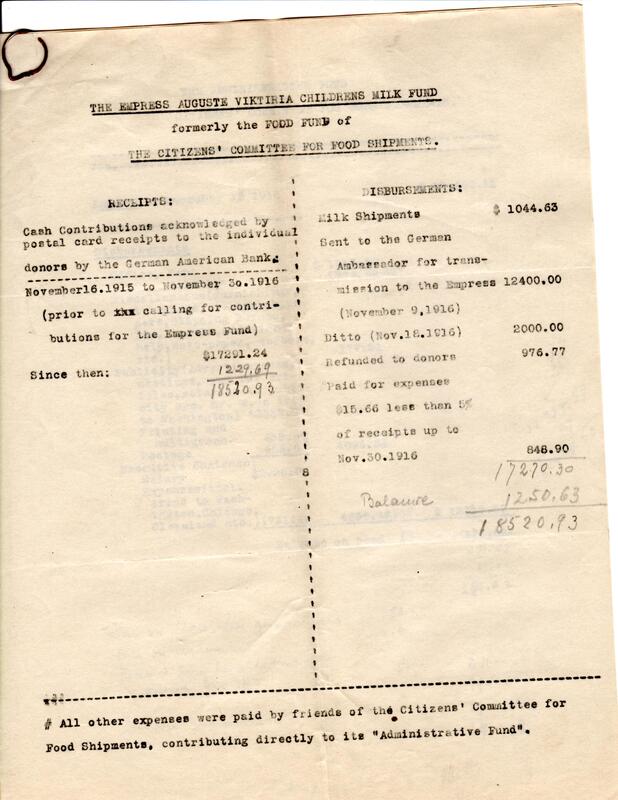 THE EMPRESS AUGUSTE VIKTIRIA CHILDRENS MILK FUND
formerly the FOOD FUND of
THE CITIZENS' COMMITTEE FOR FOOD SHIPMENTS.
RECEIPTS:
Cash Contributions acknowledged by
postal card receipts to the individual
donors by the German American Bank.
November16.1915 to November 30.1916
(prior to xxx calling for contri-
butions for the Empress Fund)
$17291.24
Since then: 1229.69
18520.93
DISBURSEMENTS:
Milk Shipments $ 1044.63
Sent to the German
Ambassador for trans-
mission to the Empress 12400.00
(November 9,1916)
Ditto (Nov.18.1916) 2000.00
Refunded to donors 976.77
Paid for expenses
$15.66 less than 5%
of receipts up to
Nov.30.1916 848.90
17270.30
Balance 1250.63
18520.93
# All other expenses were paid by friends of the Citizens' Committee for
Food Shipments, contributing directly to its "Administrative Fund".